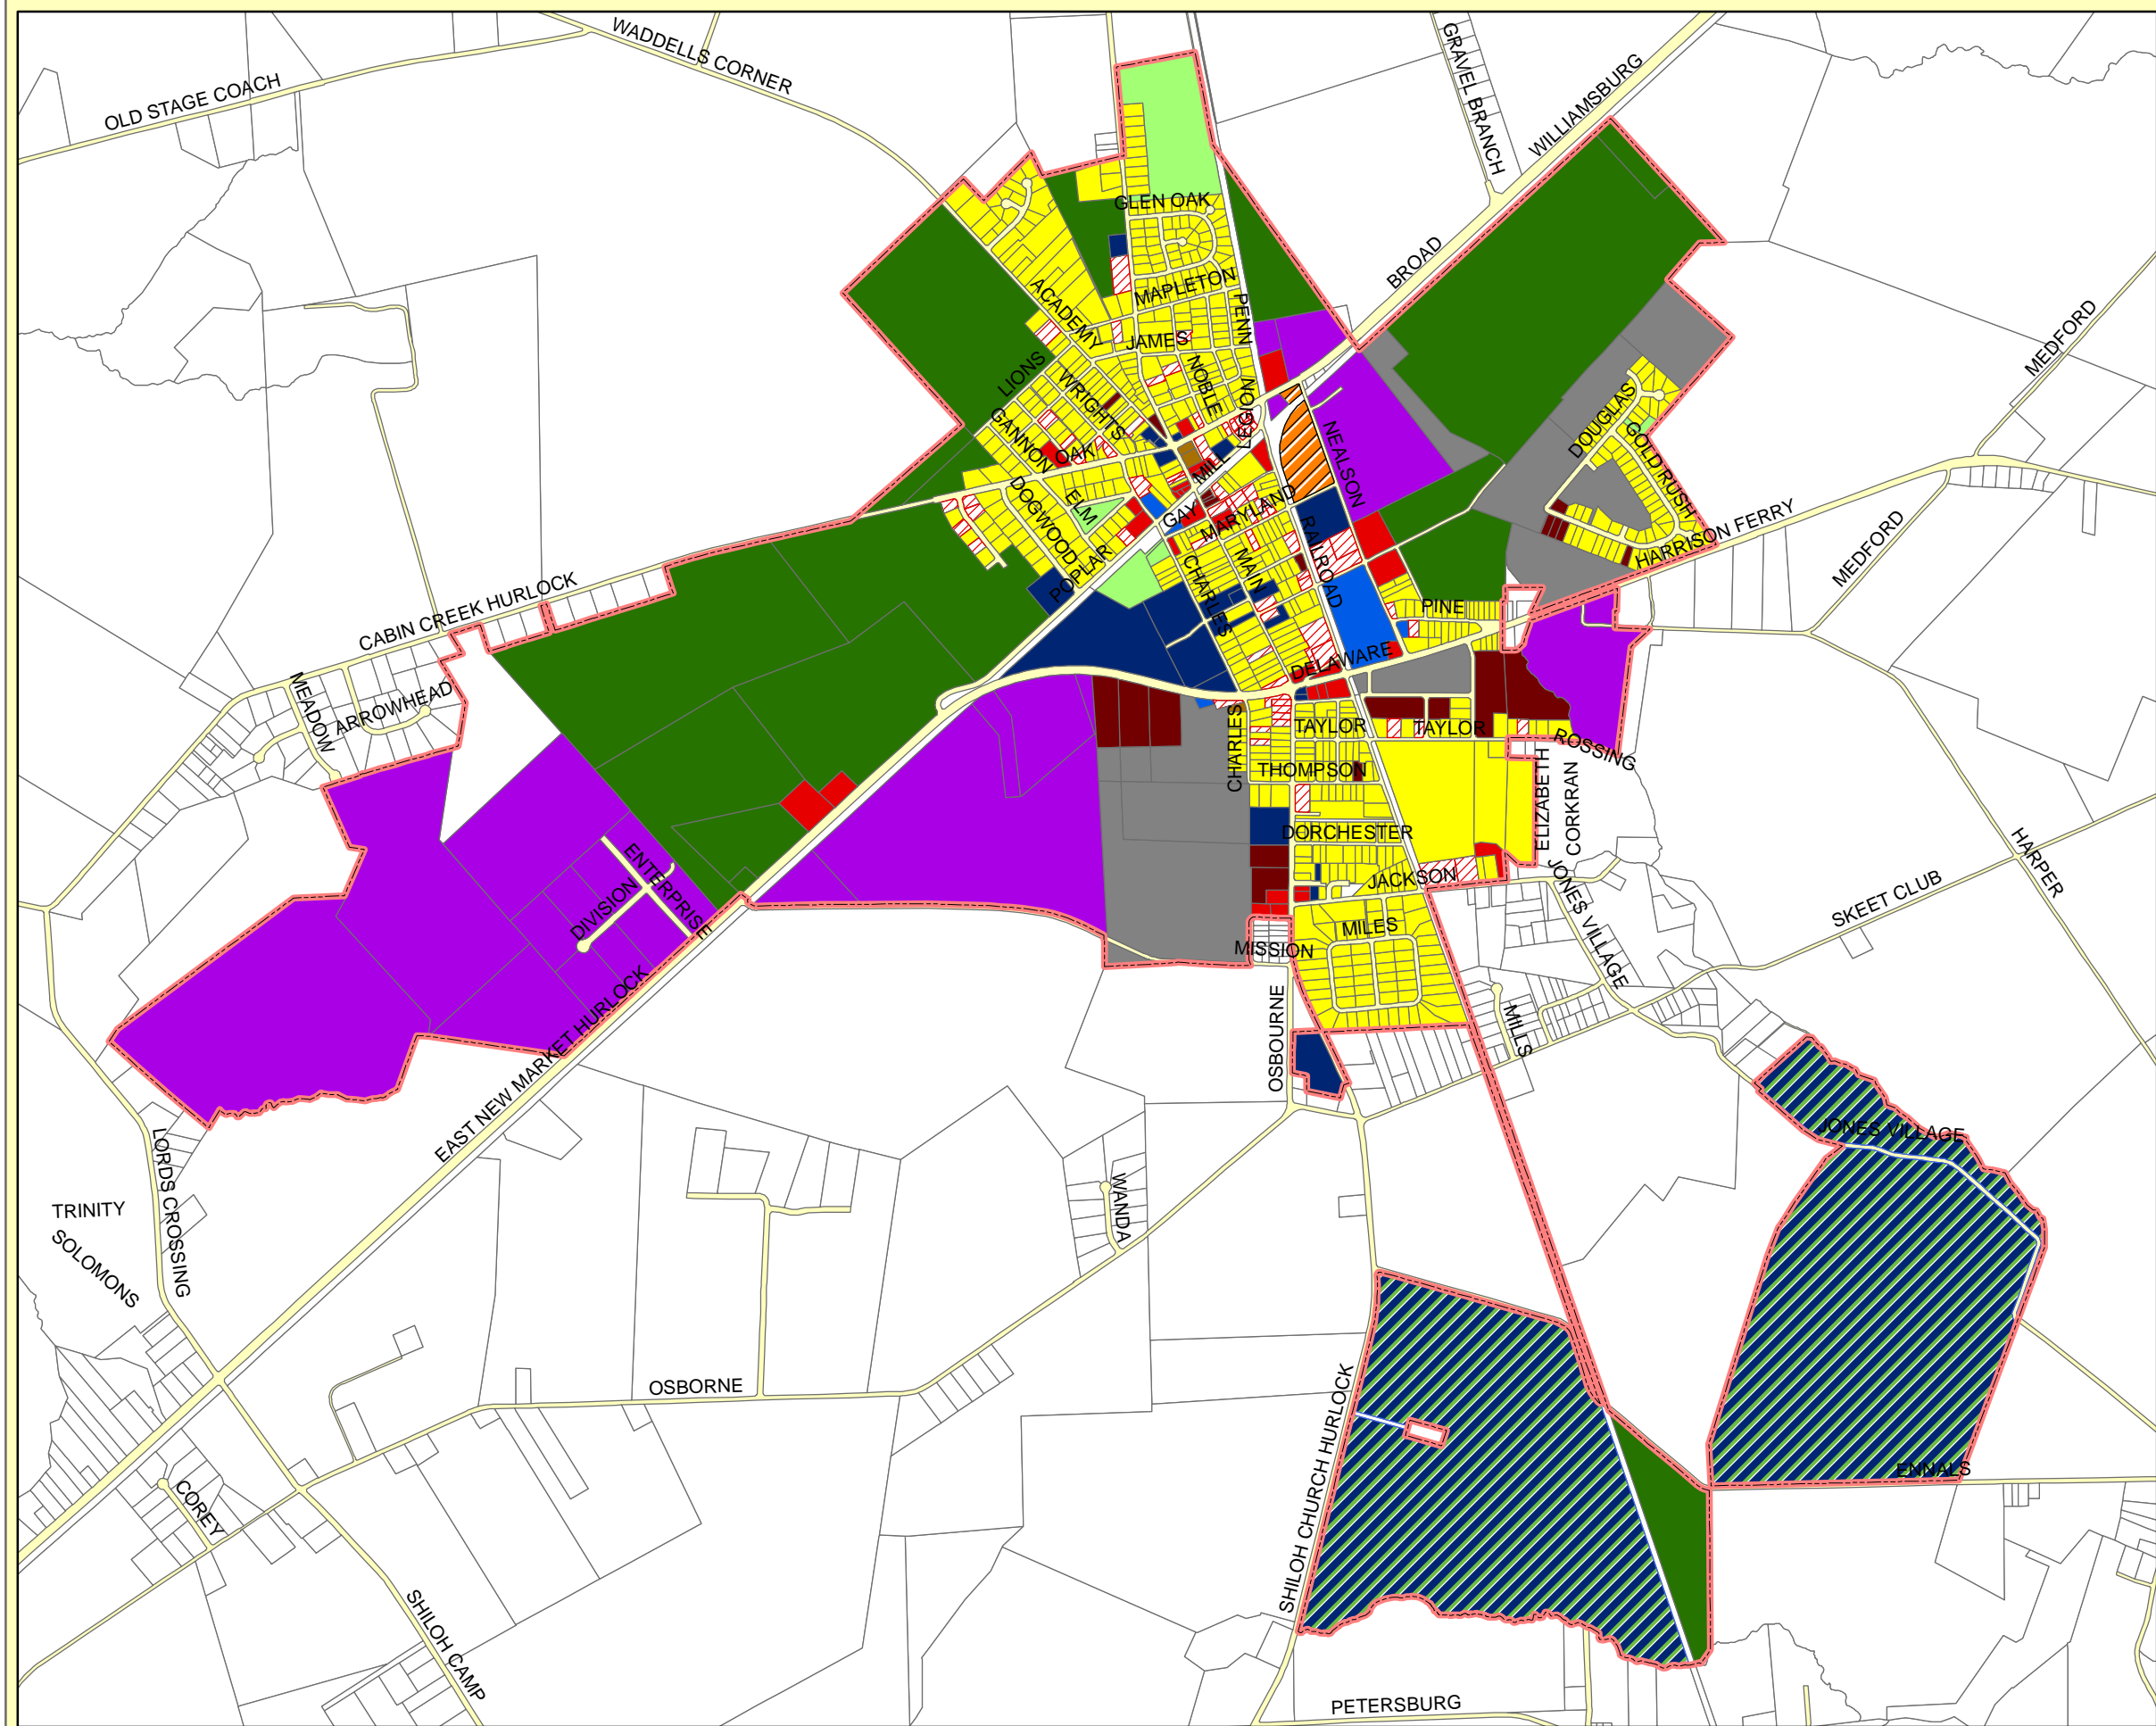 WADDELLS CORNER
OLD STAGE COACH
GRAVEL BRANCH
WILLIAMSBURG
GLEN OAK
BROAD
MAPLETON
PENN
ACADEMY
JAMES
MEDFORD
LIONS
WRIGHTS
NOBLE
LEGION
DOUGLAS
GANNON
OAK
NEALSON
GOLD RUSH
MILL
DOGWOOD
ELM
GAY
MARYLAND
HARRISON FERRY
MEDFORD
POPLAR
CHARLES
MAIN
RAILROAD
CABIN CREEK HURLOCK
PINE
DELAWARE
MEADOW
ARROWHEAD
CHARLES
TAYLOR
TAYLOR
ROSSING
THOMPSON
ELIZABETH
CORKRAN
DORCHESTER
HARPER
ENTERPRISE
DIVISION
JACKSON
JONES VILLAGE
SKEET CLUB
MILES
MISSION
EAST NEW MARKET HURLOCK
OSBOURNE
MILLS
JONES VILLAGE
LORDS CROSSING
WANDA
TRINITY
SOLOMONS
OSBORNE
SHILOH CHURCH HURLOCK
ENNALS
COREY
SHILOH CAMP
PETERSBURG